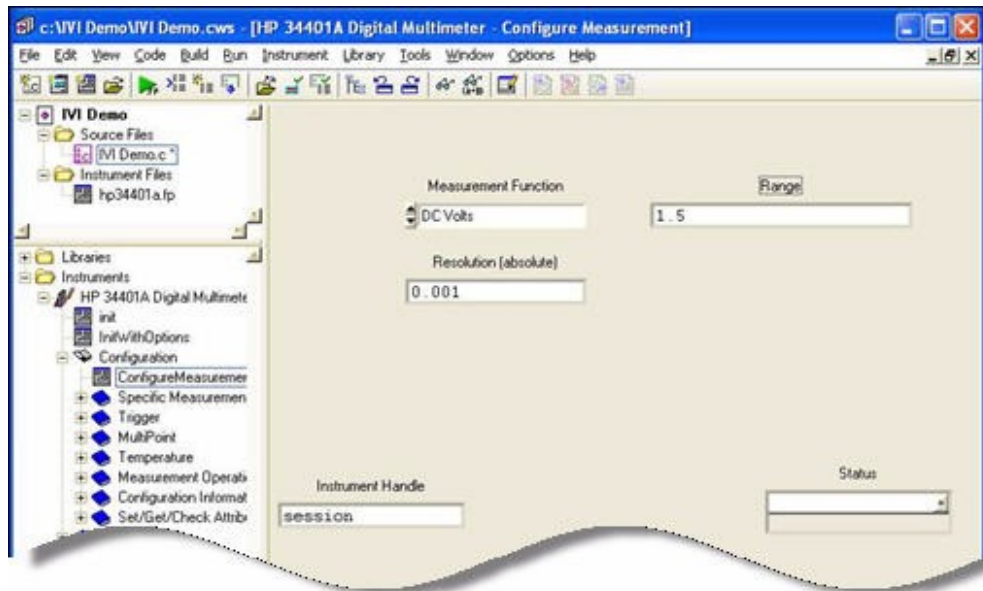 c:\IVI Demo\IVI Demo.cws - [HP 34401A Digital Multimeter - Configure Measurement]
File Edit View Code Build Run Instrument Library Tools Window Options Help
IVI Demo
Source Files
IVI Demo.c *
Instrument Files
hp34401a.fp
Libraries
Instruments
HP 34401A Digital Multimete
init
InitWithOptions
Configuration
ConfigureMeasuremer
Specific Measuremen
Trigger
MultiPoint
Temperature
Measurement Operati
Configuration Informat
Set/Get/Check Attrib
Measurement Function
DC Volts
Range
1.5
Resolution (absolute)
0.001
Instrument Handle
session
Status